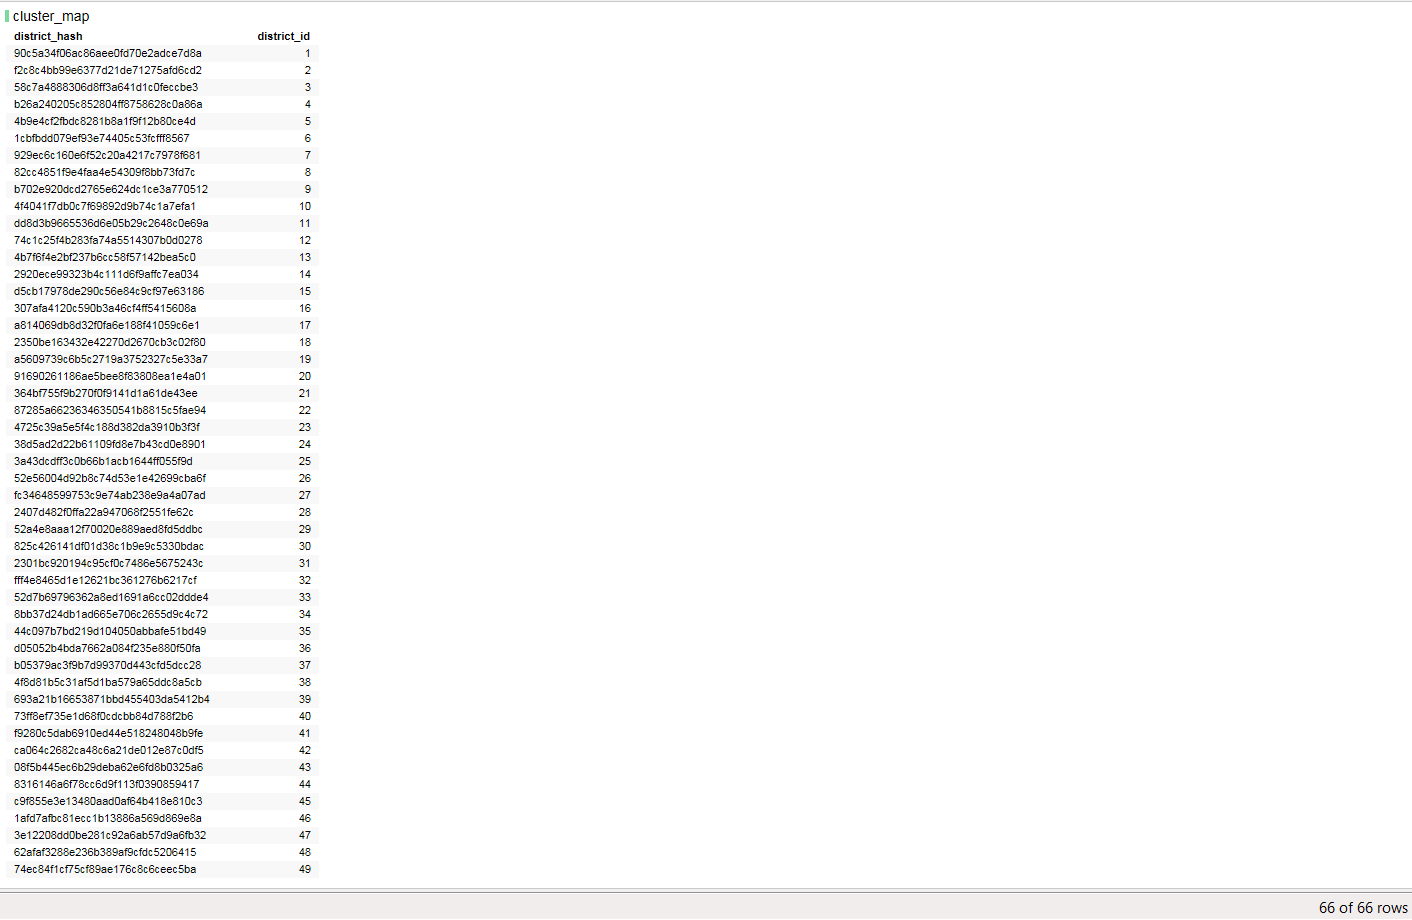 cluster_map
district_hash district_id
90c5a34f06ac86aee0fd70e2adce7d8a 1
f2c8c4bb99e6377d21de71275afd6cd2 2
58c7a4888306d8ff3a641d1c0feccbe3 3
b26a240205c852804ff8758628c0a86a 4
4b9e4cf2fbdc8281b8a1f9f12b80ce4d 5
1cbfbdd079ef93e74405c53fcfff8567 6
929ec6c160e6f52c20a4217c7978f681 7
82cc4851f9e4faa4e54309f8bb73fd7c 8
b702e920dcd2765e624dc1ce3a770512 9
4f4041f7db0c7f69892d9b74c1a7efa1 10
dd8d3b9665536d6e05b29c2648c0e69a 11
74c1c25f4b283fa74a5514307b0d0278 12
4b7f6f4e2bf237b6cc58f57142bea5c0 13
2920ece99323b4c111d6f9affc7ea034 14
d5cb17978de290c56e84c9cf97e63186 15
307afa4120c590b3a46cf4ff5415608a 16
a814069db8d32f0fa6e188f41059c6e1 17
2350be163432e42270d2670cb3c02f80 18
a5609739c6b5c2719a3752327c5e33a7 19
91690261186ae5bee8f83808ea1e4a01 20
364bf755f9b270f0f9141d1a61de43ee 21
87285a66236346350541b8815c5fae94 22
4725c39a5e5f4c188d382da3910b3f3f 23
38d5ad2d22b61109fd8e7b43cd0e8901 24
3a43dcdff3c0b66b1acb1644ff055f9d 25
52e56004d92b8c74d53e1e42699cba6f 26
fc34648599753c9e74ab238e9a4a07ad 27
2407d482f0ffa22a947068f2551fe62c 28
52a4e8aaa12f70020e889aed8fd5ddbc 29
825c426141df01d38c1b9e9c5330bdac 30
2301bc920194c95cf0c7486e5675243c 31
fff4e8465d1e12621bc361276b6217cf 32
52d7b69796362a8ed1691a6cc02ddde4 33
8bb37d24db1ad665e706c2655d9c4c72 34
44c097b7bd219d104050abbafe51bd49 35
d05052b4bda7662a084f235e880f50fa 36
b05379ac3f9b7d99370d443cfd5dcc28 37
4f8d81b5c31af5d1ba579a65ddc8a5cb 38
693a21b16653871bbd455403da5412b4 39
73ff8ef735e1d68f0cdcbb84d788f2b6 40
f9280c5dab6910ed44e518248048b9fe 41
ca064c2682ca48c6a21de012e87c0df5 42
08f5b445ec6b29deba62e6fd8b0325a6 43
8316146a6f78cc6d9f113f0390859417 44
c9f855e3e13480aad0af64b418e810c3 45
1afd7afbc81ecc1b13886a569d869e8a 46
3e12208dd0be281c92a6ab57d9a6fb32 47
62afaf3288e236b389af9cfdc5206415 48
74ec84f1cf75cf89ae176c8c6ceec5ba 49
66 of 66 rows